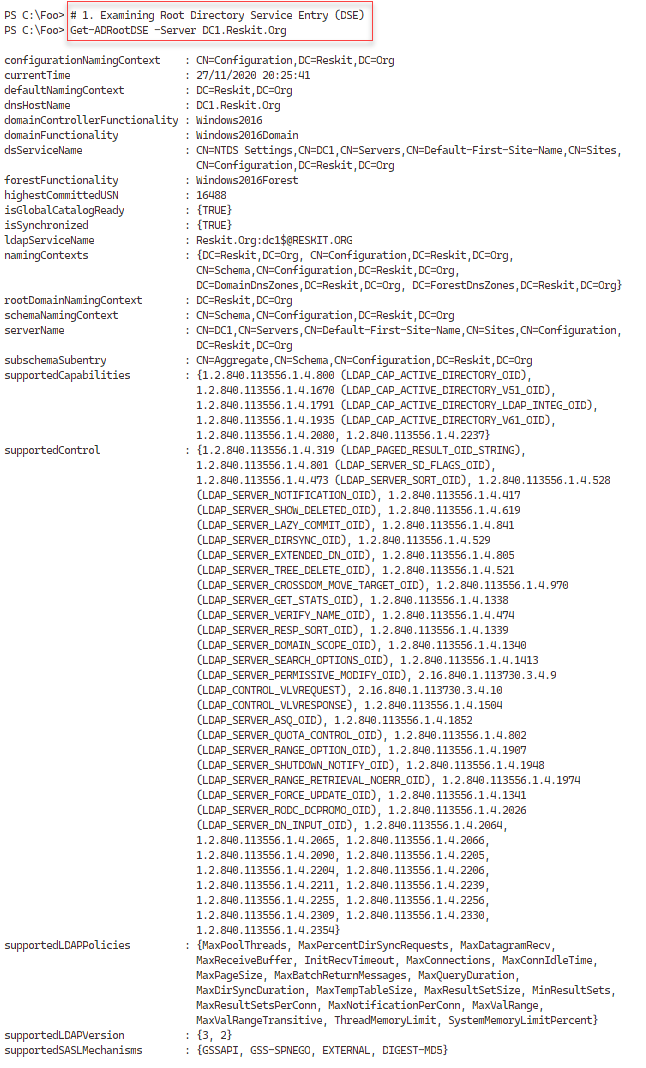 PS C:\Foo> # 1. Examining Root Directory Service Entry (DSE)
PS C:\Foo> Get-ADRootDSE -Server DC1.Reskit.Org
configurationNamingContext : CN=Configuration,DC=Reskit,DC=Org
currentTime : 27/11/2020 20:25:41
defaultNamingContext : DC=Reskit,DC=Org
dnsHostName : DC1.Reskit.Org
domainControllerFunctionality : Windows2016
domainFunctionality : Windows2016Domain
dsServiceName : CN=NTDS Settings,CN=DC1,CN=Servers,CN=Default-First-Site-Name,CN=Sites,
CN=Configuration,DC=Reskit,DC=Org
forestFunctionality : Windows2016Forest
highestCommittedUSN : 16488
isGlobalCatalogReady : {TRUE}
isSynchronized : {TRUE}
ldapServiceName : Reskit.Org:dc1$@RESKIT.ORG
namingContexts : {DC=Reskit,DC=Org, CN=Configuration,DC=Reskit,DC=Org,
CN=Schema,CN=Configuration,DC=Reskit,DC=Org,
DC=DomainDnsZones,DC=Reskit,DC=Org, DC=ForestDnsZones,DC=Reskit,DC=Org}
rootDomainNamingContext : DC=Reskit,DC=Org
schemaNamingContext : CN=Schema,CN=Configuration,DC=Reskit,DC=Org
serverName : CN=DC1,CN=Servers,CN=Default-First-Site-Name,CN=Sites,CN=Configuration,
DC=Reskit,DC=Org
subschemaSubentry : CN=Aggregate,CN=Schema,CN=Configuration,DC=Reskit,DC=Org
supportedCapabilities : {1.2.840.113556.1.4.800 (LDAP_CAP_ACTIVE_DIRECTORY_OID),
1.2.840.113556.1.4.1670 (LDAP_CAP_ACTIVE_DIRECTORY_V51_OID),
1.2.840.113556.1.4.1791 (LDAP_CAP_ACTIVE_DIRECTORY_LDAP_INTEG_OID),
1.2.840.113556.1.4.1935 (LDAP_CAP_ACTIVE_DIRECTORY_V61_OID),
1.2.840.113556.1.4.2080, 1.2.840.113556.1.4.2237}
supportedControl : {1.2.840.113556.1.4.319 (LDAP_PAGED_RESULT_OID_STRING),
1.2.840.113556.1.4.801 (LDAP_SERVER_SD_FLAGS_OID),
1.2.840.113556.1.4.473 (LDAP_SERVER_SORT_OID), 1.2.840.113556.1.4.528
(LDAP_SERVER_NOTIFICATION_OID), 1.2.840.113556.1.4.417
(LDAP_SERVER_SHOW_DELETED_OID), 1.2.840.113556.1.4.619
(LDAP_SERVER_LAZY_COMMIT_OID), 1.2.840.113556.1.4.841
(LDAP_SERVER_DIRSYNC_OID), 1.2.840.113556.1.4.529
(LDAP_SERVER_EXTENDED_DN_OID), 1.2.840.113556.1.4.805
(LDAP_SERVER_TREE_DELETE_OID), 1.2.840.113556.1.4.521
(LDAP_SERVER_CROSSDOM_MOVE_TARGET_OID), 1.2.840.113556.1.4.970
(LDAP_SERVER_GET_STATS_OID), 1.2.840.113556.1.4.1338
(LDAP_SERVER_VERIFY_NAME_OID), 1.2.840.113556.1.4.474
(LDAP_SERVER_RESP_SORT_OID), 1.2.840.113556.1.4.1339
(LDAP_SERVER_DOMAIN_SCOPE_OID), 1.2.840.113556.1.4.1340
(LDAP_SERVER_SEARCH_OPTIONS_OID), 1.2.840.113556.1.4.1413
(LDAP_SERVER_PERMISSIVE_MODIFY_OID), 2.16.840.1.113730.3.4.9
(LDAP_CONTROL_VLVREQUEST), 2.16.840.1.113730.3.4.10
(LDAP_CONTROL_VLVRESPONSE), 1.2.840.113556.1.4.1504
(LDAP_SERVER_ASQ_OID), 1.2.840.113556.1.4.1852
(LDAP_SERVER_QUOTA_CONTROL_OID), 1.2.840.113556.1.4.802
(LDAP_SERVER_RANGE_OPTION_OID), 1.2.840.113556.1.4.1907
(LDAP_SERVER_SHUTDOWN_NOTIFY_OID), 1.2.840.113556.1.4.1948
(LDAP_SERVER_RANGE_RETRIEVAL_NOERR_OID), 1.2.840.113556.1.4.1974
(LDAP_SERVER_FORCE_UPDATE_OID), 1.2.840.113556.1.4.1341
(LDAP_SERVER_RODC_DCPROMO_OID), 1.2.840.113556.1.4.2026
(LDAP_SERVER_DN_INPUT_OID), 1.2.840.113556.1.4.2064,
1.2.840.113556.1.4.2065, 1.2.840.113556.1.4.2066,
1.2.840.113556.1.4.2090, 1.2.840.113556.1.4.2205,
1.2.840.113556.1.4.2204, 1.2.840.113556.1.4.2206,
1.2.840.113556.1.4.2211, 1.2.840.113556.1.4.2239,
1.2.840.113556.1.4.2255, 1.2.840.113556.1.4.2256,
1.2.840.113556.1.4.2309, 1.2.840.113556.1.4.2330,
1.2.840.113556.1.4.2354}
supportedLDAPPolicies : {MaxPoolThreads, MaxPercentDirSyncRequests, MaxDatagramRecv,
MaxReceiveBuffer, InitRecvTimeout, MaxConnections, MaxConnIdleTime,
MaxPageSize, MaxBatchReturnMessages, MaxQueryDuration,
MaxDirSyncDuration, MaxTempTableSize, MaxResultSetSize, MinResultSets,
MaxResultSetsPerConn, MaxNotificationPerConn, MaxValRange,
MaxValRangeTransitive, ThreadMemoryLimit, SystemMemoryLimitPercent}
supportedLDAPVersion : {3, 2}
supportedSASLMechanisms : {GSSAPI, GSS-SPNEGO, EXTERNAL, DIGEST-MD5}